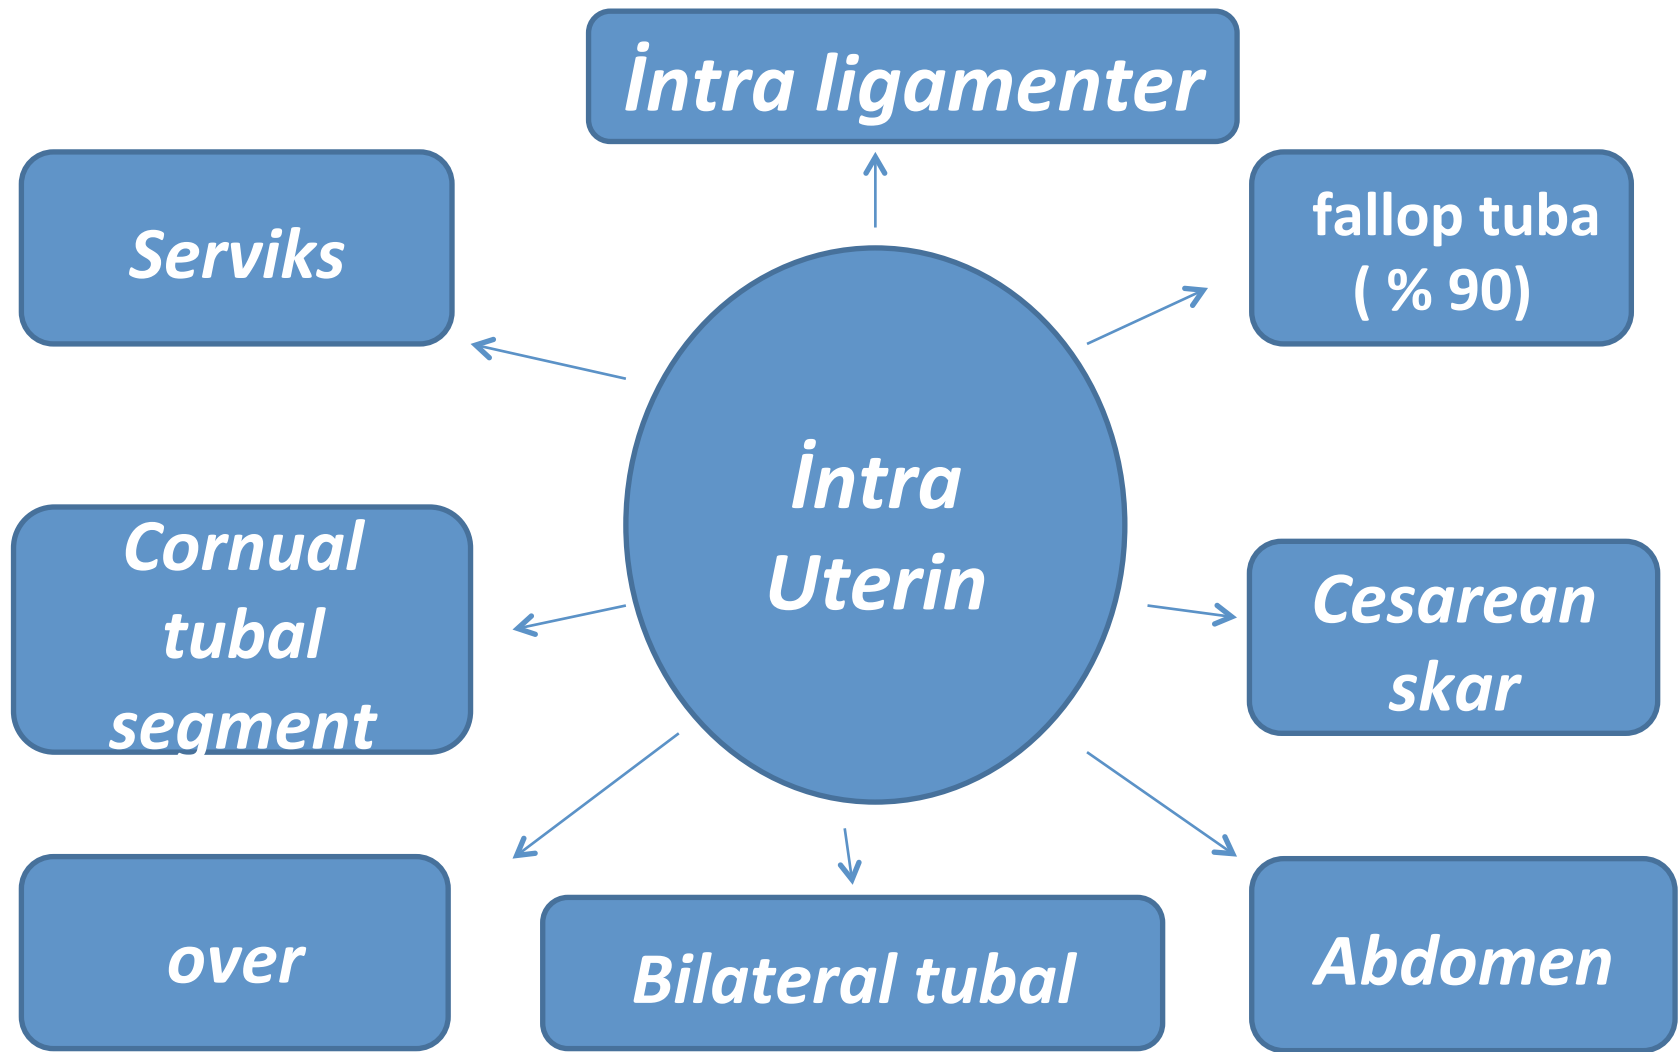 İntra ligamenter
Serviks
fallop tuba
( % 90)
İntra
Uterin
Cornual
tubal
segment
Cesarean
skar
over
Bilateral tubal
Abdomen